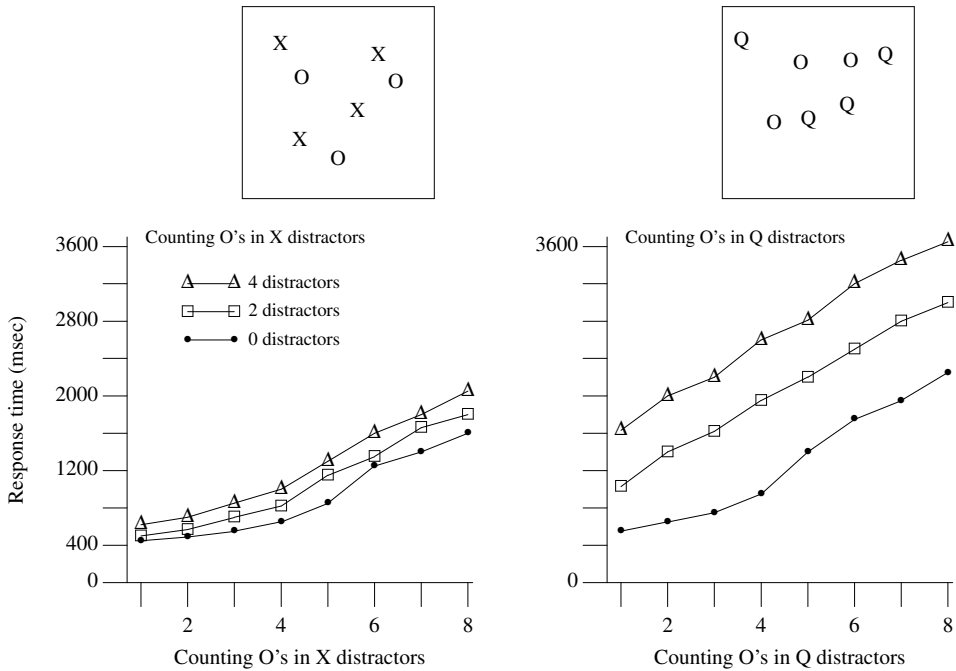 X
X
O
O
X
X
O
Q
O
O
Q
Q
O
Q
Counting O's in X distractors
4 distractors
2 distractors
0 distractors
3600
2800
2000
1200
400
0
Response time (msec)
2
4
6
8
Counting O's in X distractors
Counting O's in Q distractors
3600
0
2
4
6
8
Counting O's in Q distractors